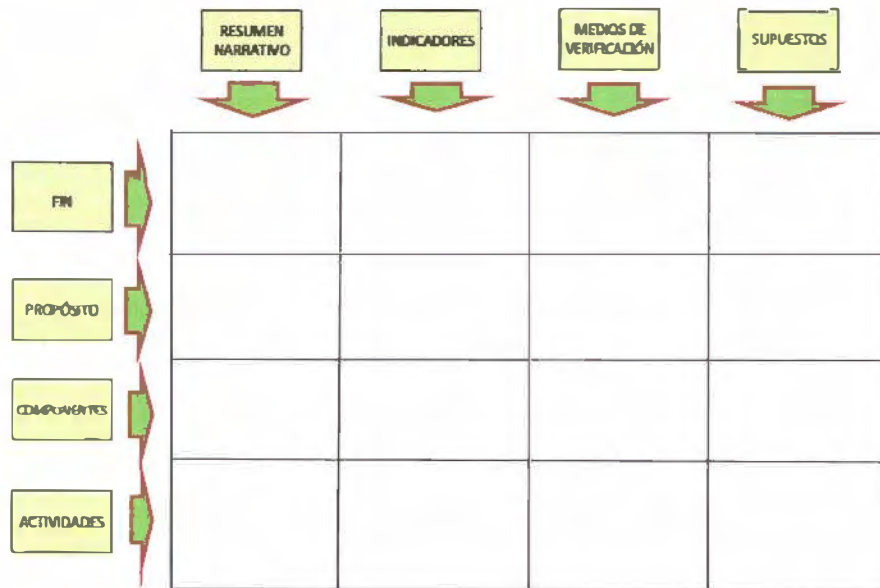 RESUMEN
NARRATIVO
INDICADORES
MEDIOS DE
VERIFICACIÓN
SUPUESTOS
FIN
PROPÓSITO
COMPONENTES
ACTIVIDADES